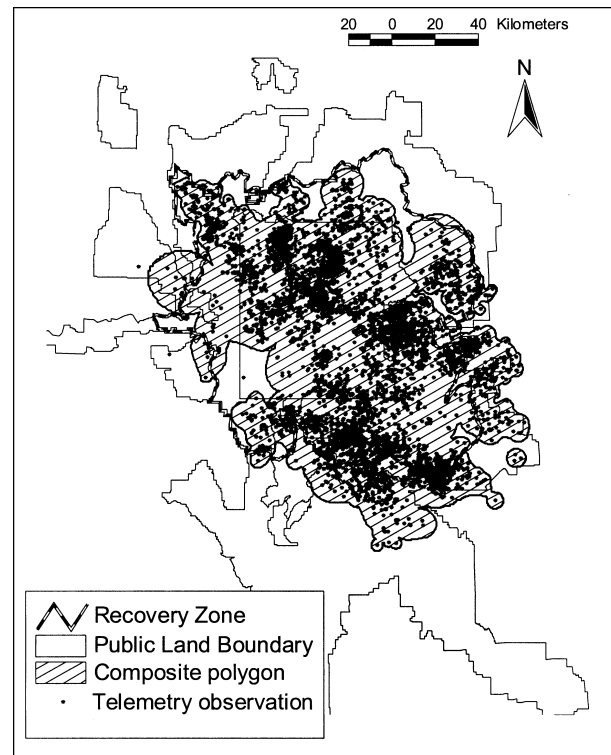 20 0 20 40 Kilometers
N
Recovery Zone
Public Land Boundary
Composite polygon
Telemetry observation